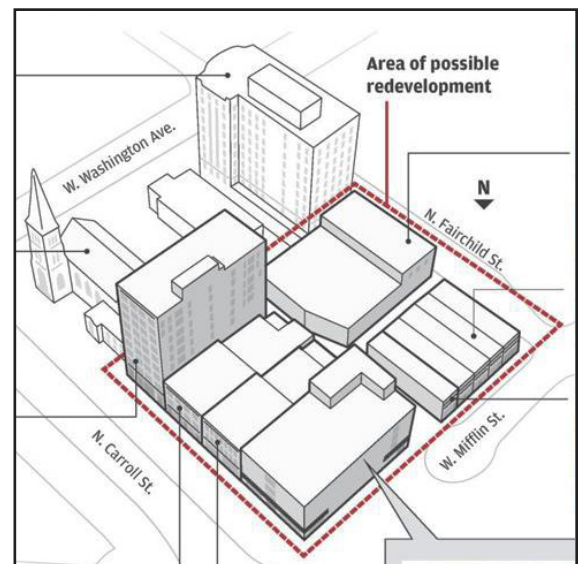 Area of possible
redevelopment
W. Washington Ave.
N
N. Fairchild St.
W. Mifflin St.
N. Carroll St.